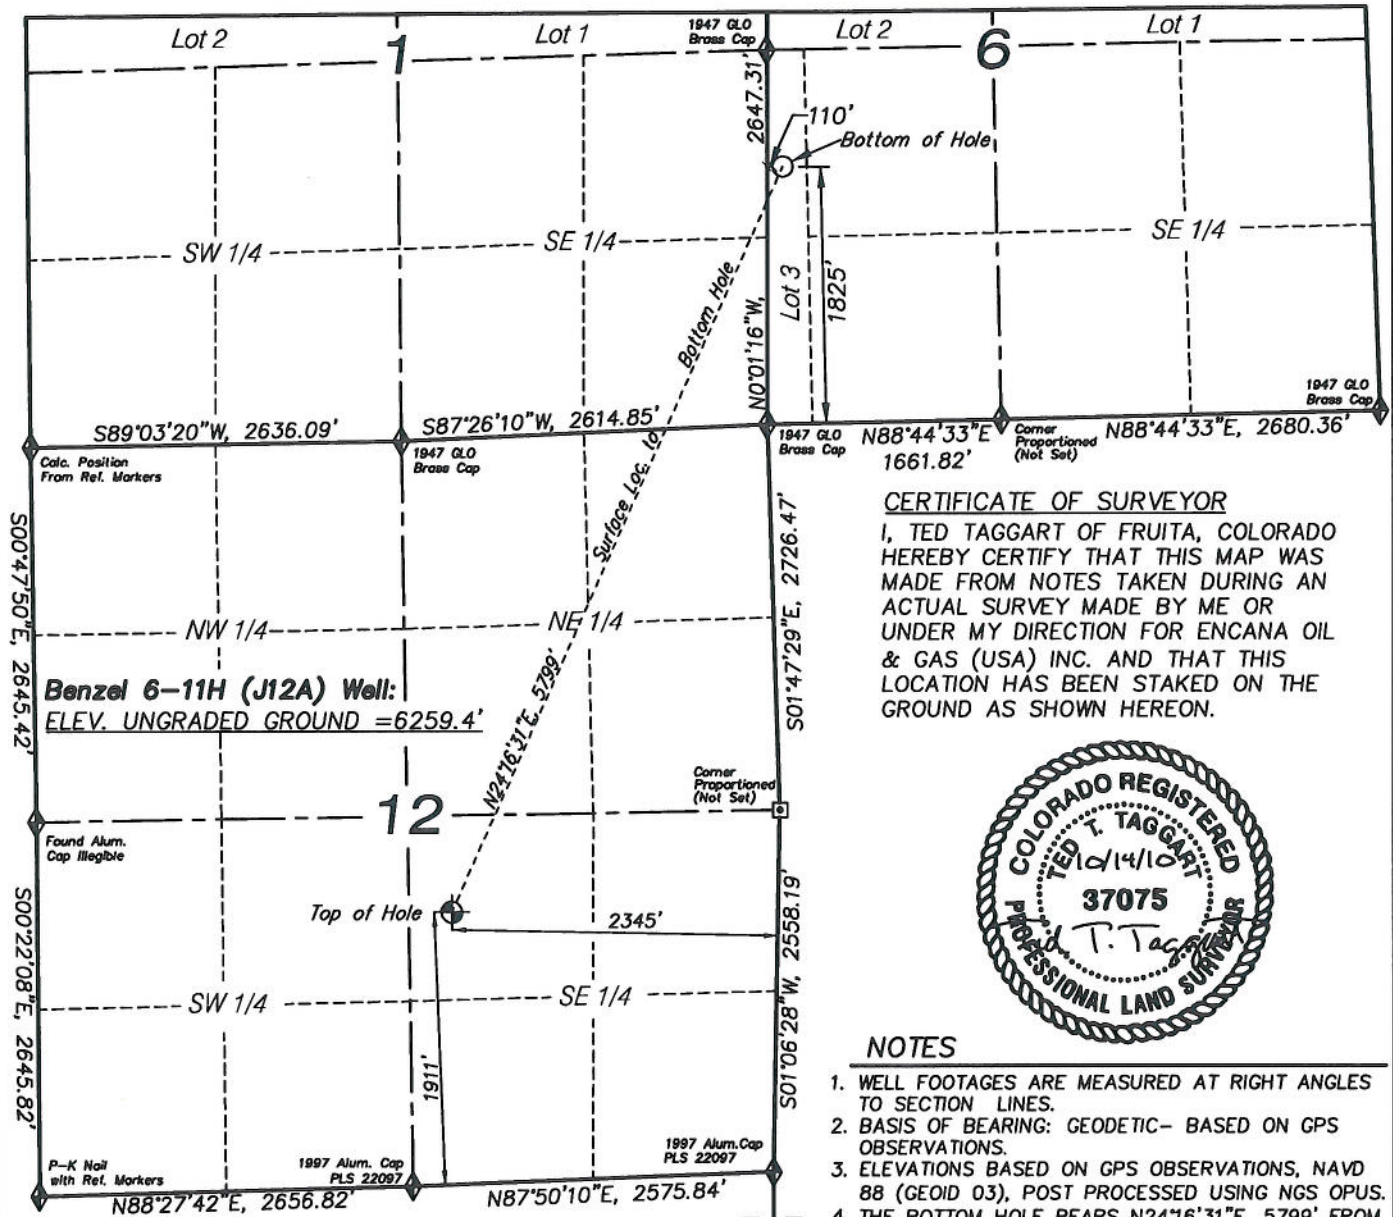 Lot 2
1
Lot 1
1947 GLO
Brass Cap
Lot 2
6
Lot 1
2647.31'
110'
Bottom of Hole
SW 1/4
SE 1/4
SE 1/4
Lot 3
1825'
N0°01'16"W,
Surface Loc. to Bottom Hole
1947 GLO
Brass Cap
S89°03'20"W, 2636.09'
S87°26'10"W, 2614.85'
Calc. Position
From Ref. Markers
1947 GLO
Brass Cap
1947 GLO
Brass Cap
N88°44'33"E
1661.82'
Corner
Proportioned
(Not Set)
N88°44'33"E, 2680.36'
CERTIFICATE OF SURVEYOR
I, TED TAGGART OF FRUITA, COLORADO
HEREBY CERTIFY THAT THIS MAP WAS
MADE FROM NOTES TAKEN DURING AN
ACTUAL SURVEY MADE BY ME OR
UNDER MY DIRECTION FOR ENCANA OIL
& GAS (USA) INC. AND THAT THIS
LOCATION HAS BEEN STAKED ON THE
GROUND AS SHOWN HEREON.
S00°47'50"E, 2645.42'
S01°47'29"E, 2726.47'
NW 1/4
NE 1/4
N24°16'31"E, 5799'
Benzel 6-11H (J12A) Well:
ELEV. UNGRADED GROUND =6259.4'
Corner
Proportioned
(Not Set)
12
Found Alum.
Cap Illegible
COLORADO REGISTERED
TED T. TAGGART
10/14/10
37075
PROFESSIONAL LAND SURVEYOR
Top of Hole
2345'
S00°22'08"E, 2645.82'
S01°06'28"W, 2558.19'
SW 1/4
SE 1/4
1911'
P-K Nail
with Ref. Markers
1997 Alum. Cap
PLS 22097
1997 Alum.Cap
PLS 22097
N88°27'42"E, 2656.82'
N87°50'10"E, 2575.84'
NOTES
1. WELL FOOTAGES ARE MEASURED AT RIGHT ANGLES
TO SECTION LINES.
2. BASIS OF BEARING: GEODETIC- BASED ON GPS
OBSERVATIONS.
3. ELEVATIONS BASED ON GPS OBSERVATIONS, NAVD
88 (GEOID 03), POST PROCESSED USING NGS OPUS.
4. THE BOTTOM HOLE BEARS N24°16'31"E, 5799' FROM